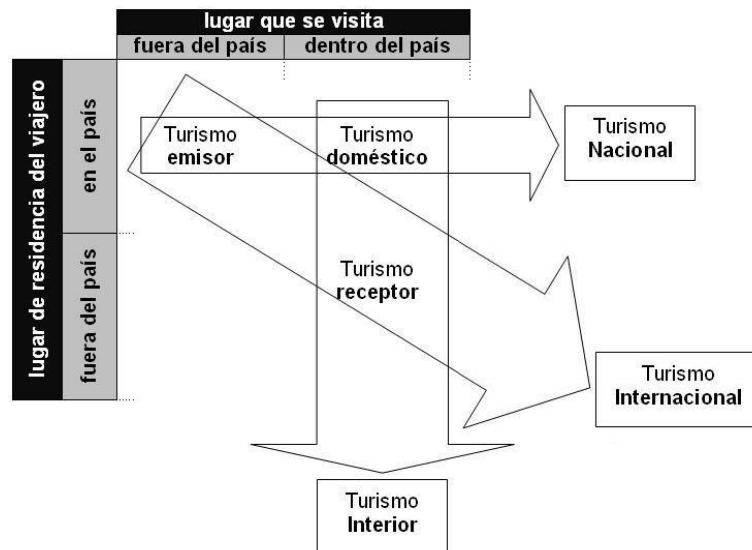 lugar que se visita
fuera del país
dentro del país
lugar de residencia del viajero
en el país
fuera del país
Turismo
emisor
Turismo
doméstico
Turismo
Nacional
Turismo
receptor
Turismo
Internacional
Turismo
Interior